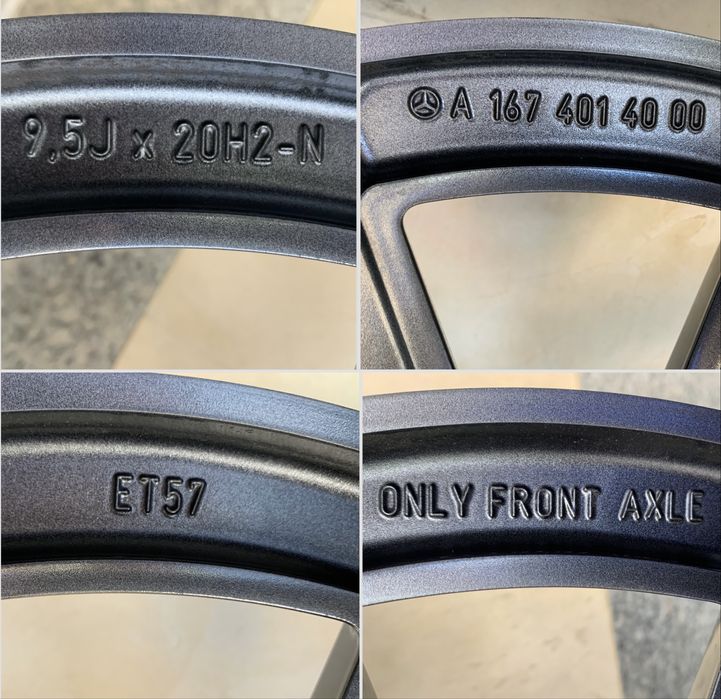 9,5J x 20H2-N
A 167 401 40 00
ET57
ONLY FRONT AXLE